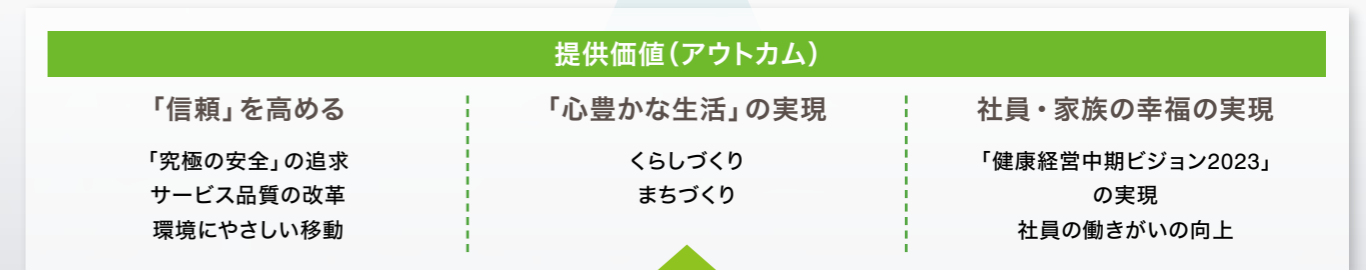 提供価値(アウトカム)
「信頼」を高める
「究極の安全」の追求
サービス品質の改革
環境にやさしい移動
「心豊かな生活」の実現
くらしづくり
まちづくり
社員・家族の幸福の実現
「健康経営中期ビジョン2023」
の実現
社員の働きがいの向上